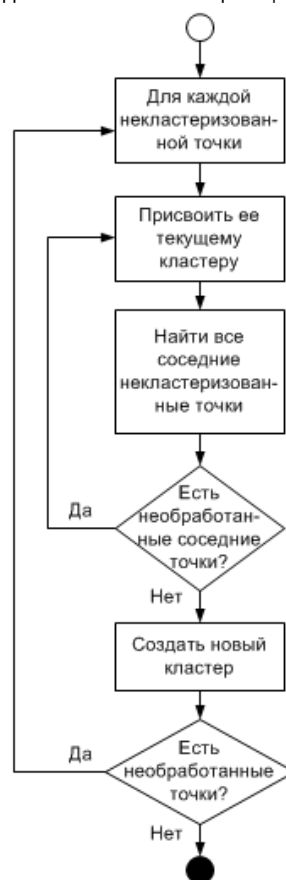 Для каждой
некластеризован-
ной точки
Присвоить ее
текущему
кластеру
Найти все
соседние
некластеризован-
ные точки
Да
Есть
необработан-
ные соседние
точки?
Нет
Создать новый
кластер
Да
Есть
необработанные
точки?
Нет